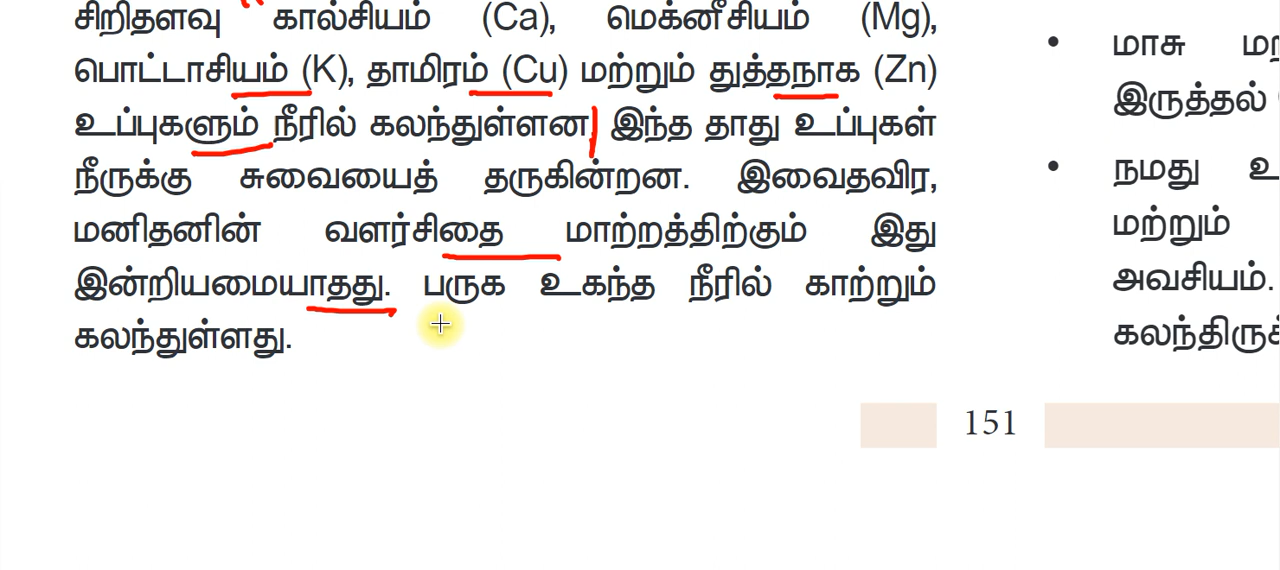 சிறிதளவு கால்சியம் (Ca), மெக்னீசியம் (Mg),
பொட்டாசியம் (K), தாமிரம் (Cu) மற்றும் துத்தநாக (Zn)
உப்புகளும் நீரில் கலந்துள்ளன இந்த தாது உப்புகள்
நீருக்கு சுவையைத் தருகின்றன. இவைதவிர,
மனிதனின் வளர்சிதை மாற்றத்திற்கும் இது
இன்றியமையாதது. பருக உகந்த நீரில் காற்றும்
கலந்துள்ளது.
• மாசு
இருத்தல்
• நமது
மற்றும்
அவசியம்.
151